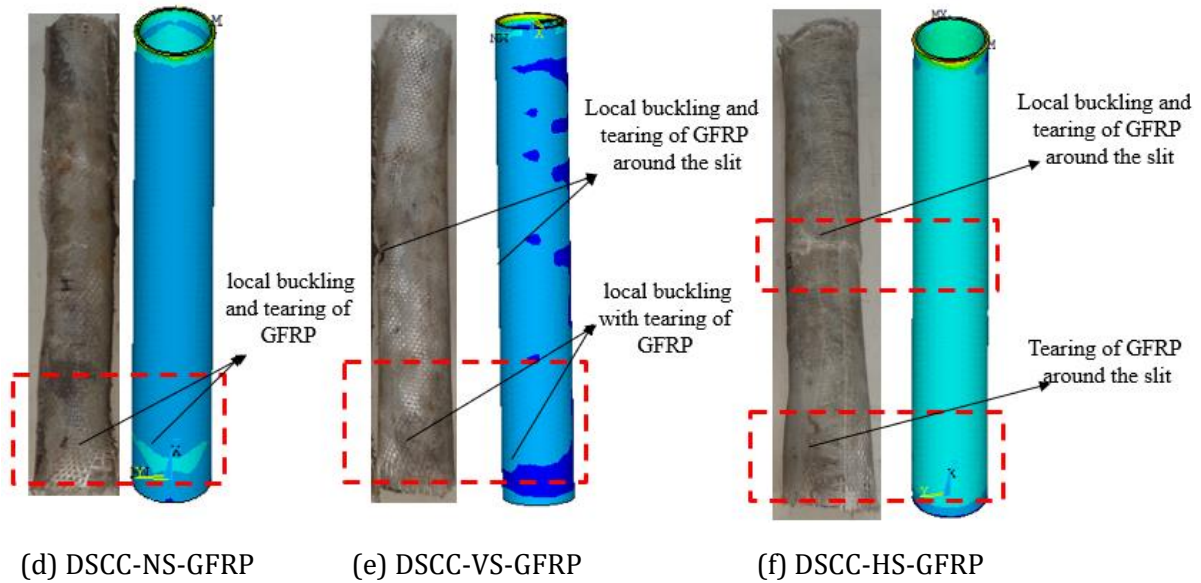 M
local buckling
and tearing of
GFRP
X
(d) DSCC-NS-GFRP
Local buckling and
tearing of GFRP
around the slit
local buckling
with tearing of
GFRP
X
(e) DSCC-VS-GFRP
MX
M
Local buckling and
tearing of GFRP
around the slit
Tearing of GFRP
around the slit
X
(f) DSCC-HS-GFRP